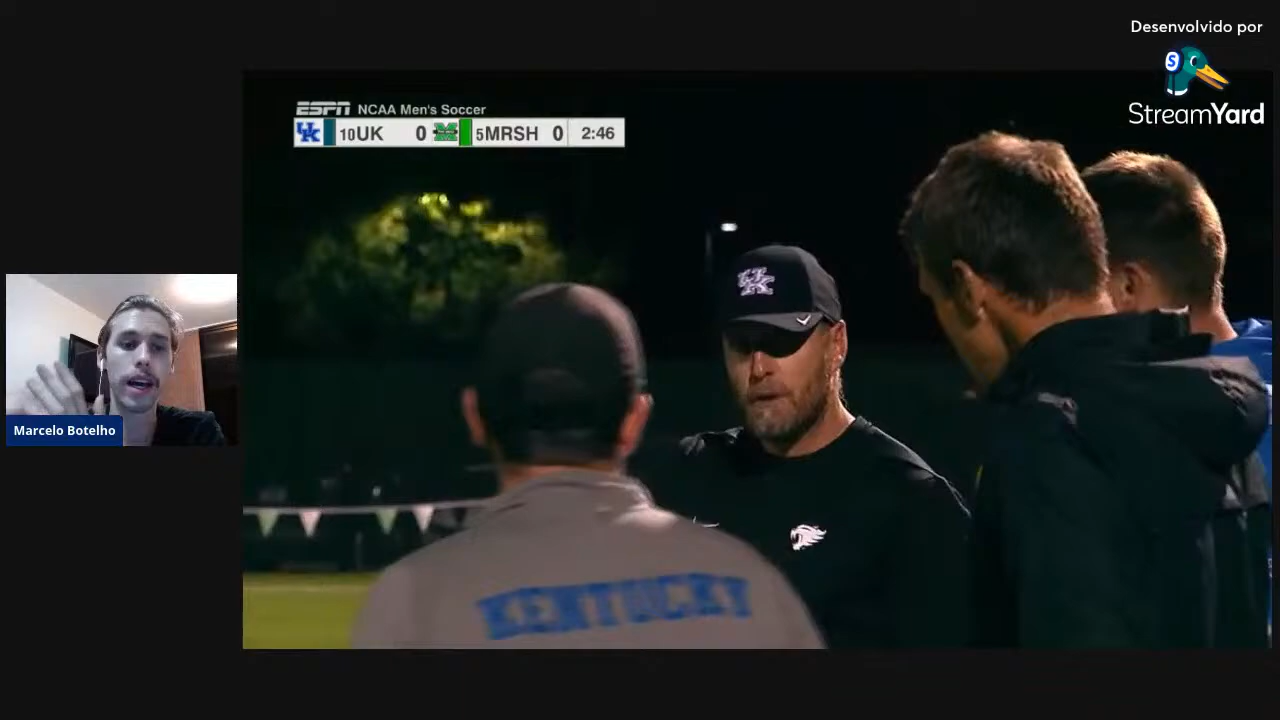 Desenvolvido por
StreamYard
ESPN NCAA Men's Soccer
UK 10UK 0 M 5MRSH 0 2:46
UK
Marcelo Botelho
KENTUCKY